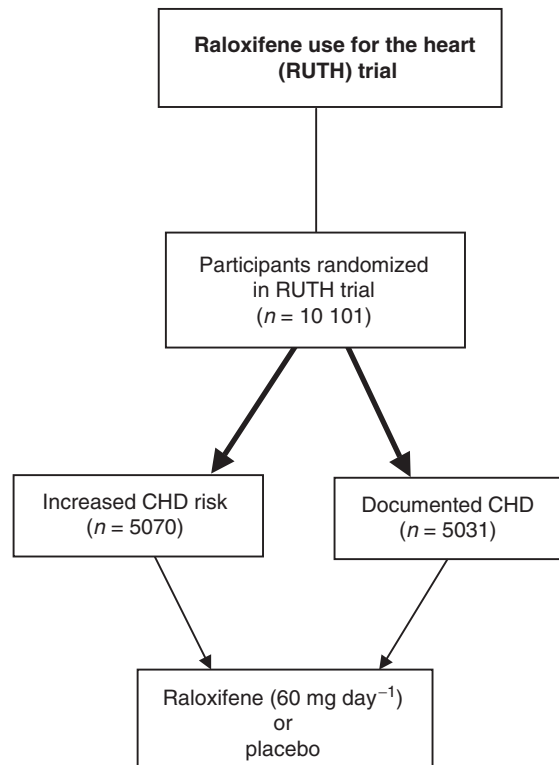 Raloxifene use for the heart
(RUTH) trial
Participants randomized
in RUTH trial
(n = 10 101)
Increased CHD risk
(n = 5070)
Documented CHD
(n = 5031)
Raloxifene (60 mg day⁻¹)
or
placebo